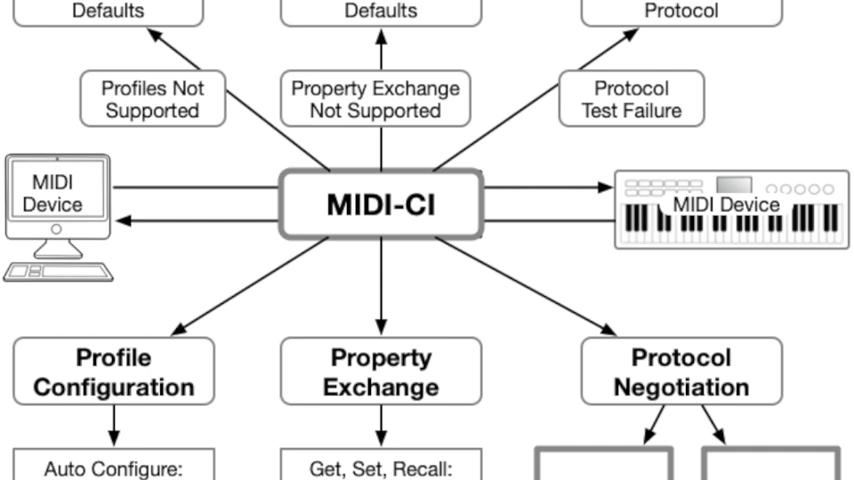 Defaults
Defaults
Protocol
Profiles Not
Supported
Property Exchange
Not Supported
Protocol
Test Failure
MIDI
Device
MIDI-CI
MIDI Device
Profile
Configuration
Property
Exchange
Protocol
Negotiation
Auto Configure:
Get, Set, Recall: